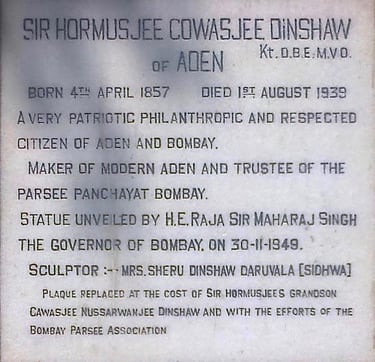 SIR HORMUSJEE COWASJEE DINSHAW
Kt.O.B.E.M.V.O.
OF ADEN
BORN 4TH APRIL 1857 DIED 1ST AUGUST 1939
A VERY PATRIOTIC PHILANTHROPIC AND RESPECTED
CITIZEN OF ADEN AND BOMBAY.
MAKER OF MODERN ADEN AND TRUSTEE OF THE
PARSEE PANCHAYAT BOMBAY.
STATUE UNVEILED BY H.E. RAJA SIR MAHARAJ SINGH
THE GOVERNOR OF BOMBAY, ON 30-11-1949.
SCULPTOR :-- MRS. SHERU DINSHAW DARUVALA [SIDHWA]
PLAQUE REPLACED AT THE COST OF SIR HORMUSJEES GRANDSON
CAWASJEE NUSSARWANJEE DINSHAW AND WITH THE EFFORTS OF THE
BOMBAY PARSEE ASSOCIATION